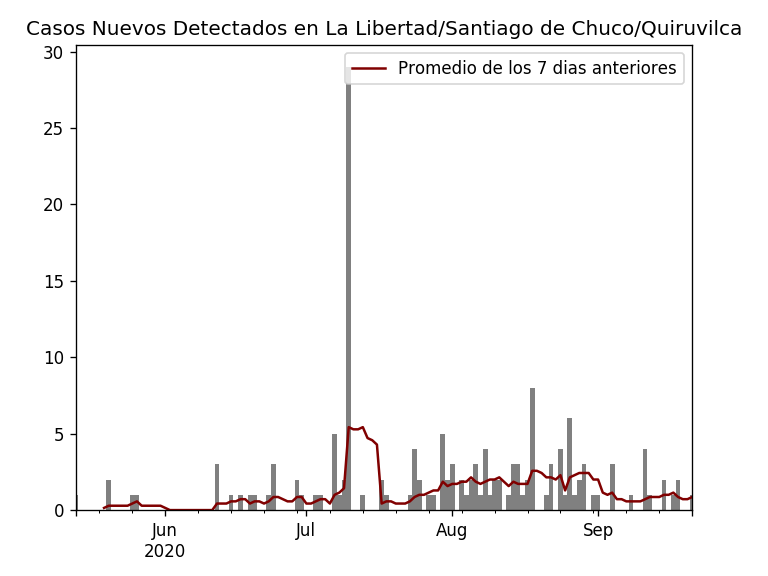 Casos Nuevos Detectados en La Libertad/Santiago de Chuco/Quiruvilca
Promedio de los 7 dias anteriores
30
25
20
15
10
5
0
Jun Jul Aug Sep
2020